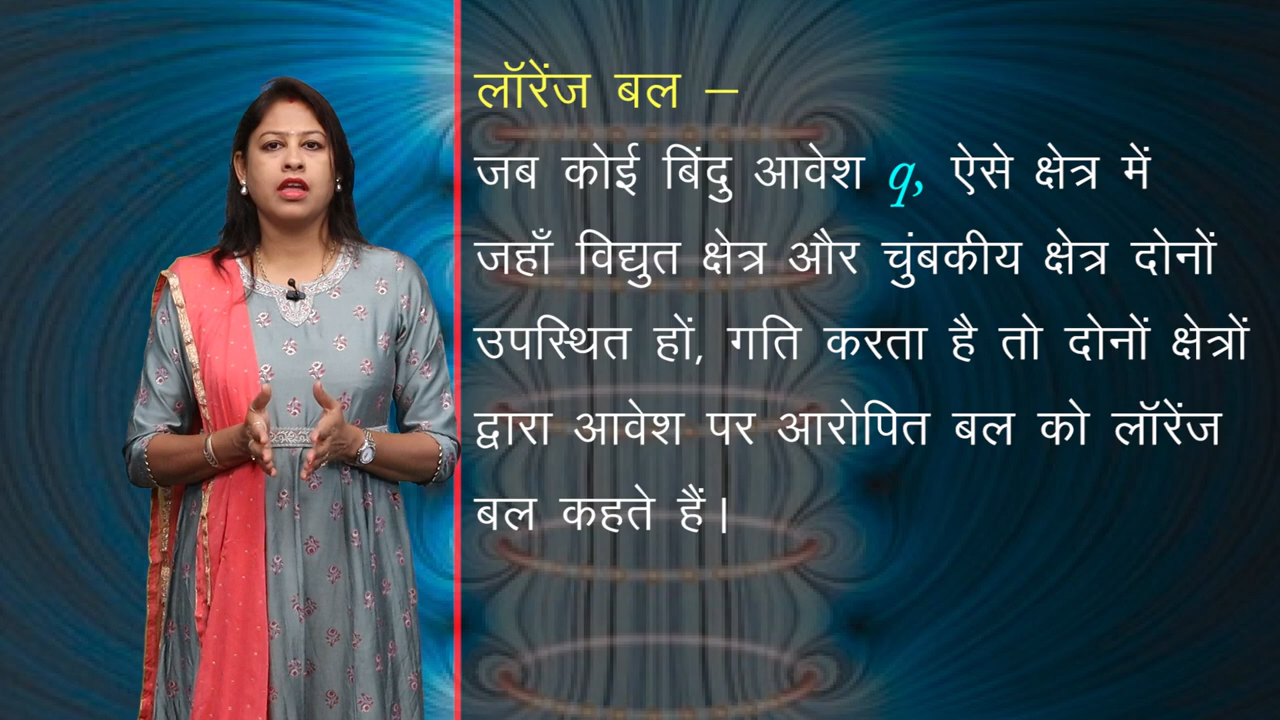 लॉरेंज बल –
जब कोई बिंदु आवेश q, ऐसे क्षेत्र में
जहाँ विद्युत क्षेत्र और चुंबकीय क्षेत्र दोनों
उपस्थित हों, गति करता है तो दोनों क्षेत्रों
द्वारा आवेश पर आरोपित बल को लॉरेंज
बल कहते हैं।